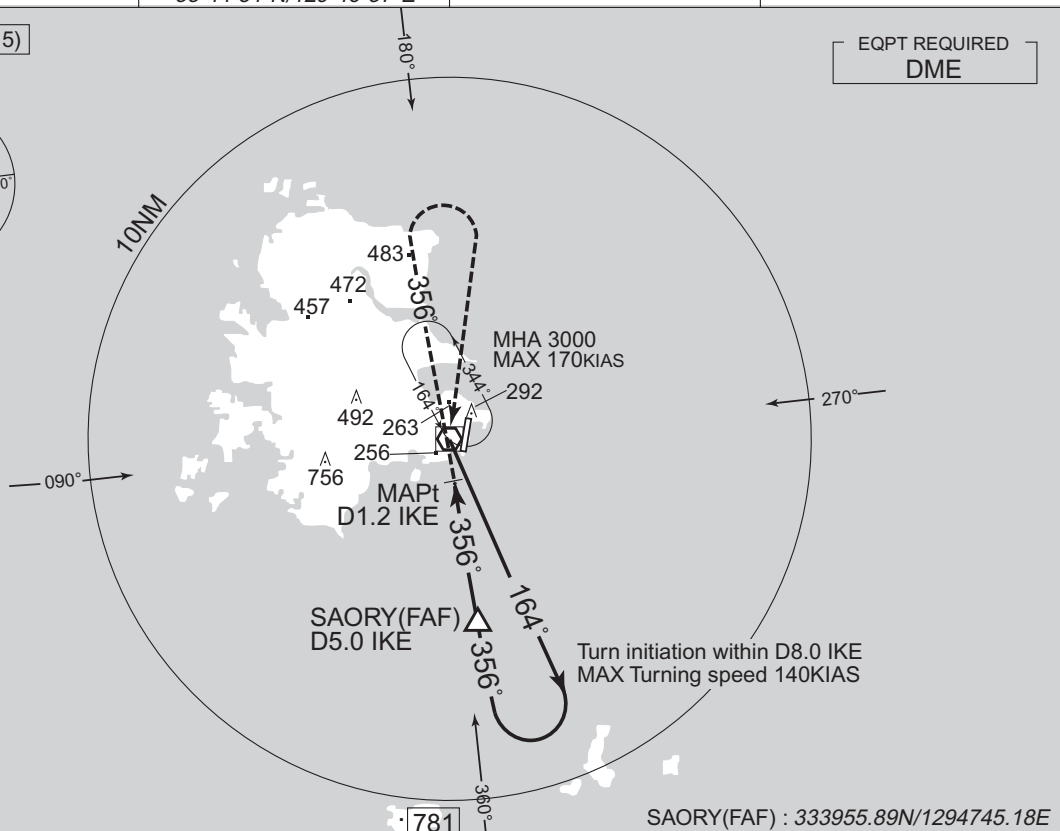 5)
180°
EQPT REQUIRED
DME
0°
10NM
483
356°
472
457
MHA 3000
MAX 170KIAS
344°
164°
292
270°
492
263
256
756
090°
MAPt
D1.2 IKE
356°
164°
SAORY(FAF)
D5.0 IKE
356°
Turn initiation within D8.0 IKE
MAX Turning speed 140KIAS
360°
781
SAORY(FAF) : 333955.89N/1294745.18E